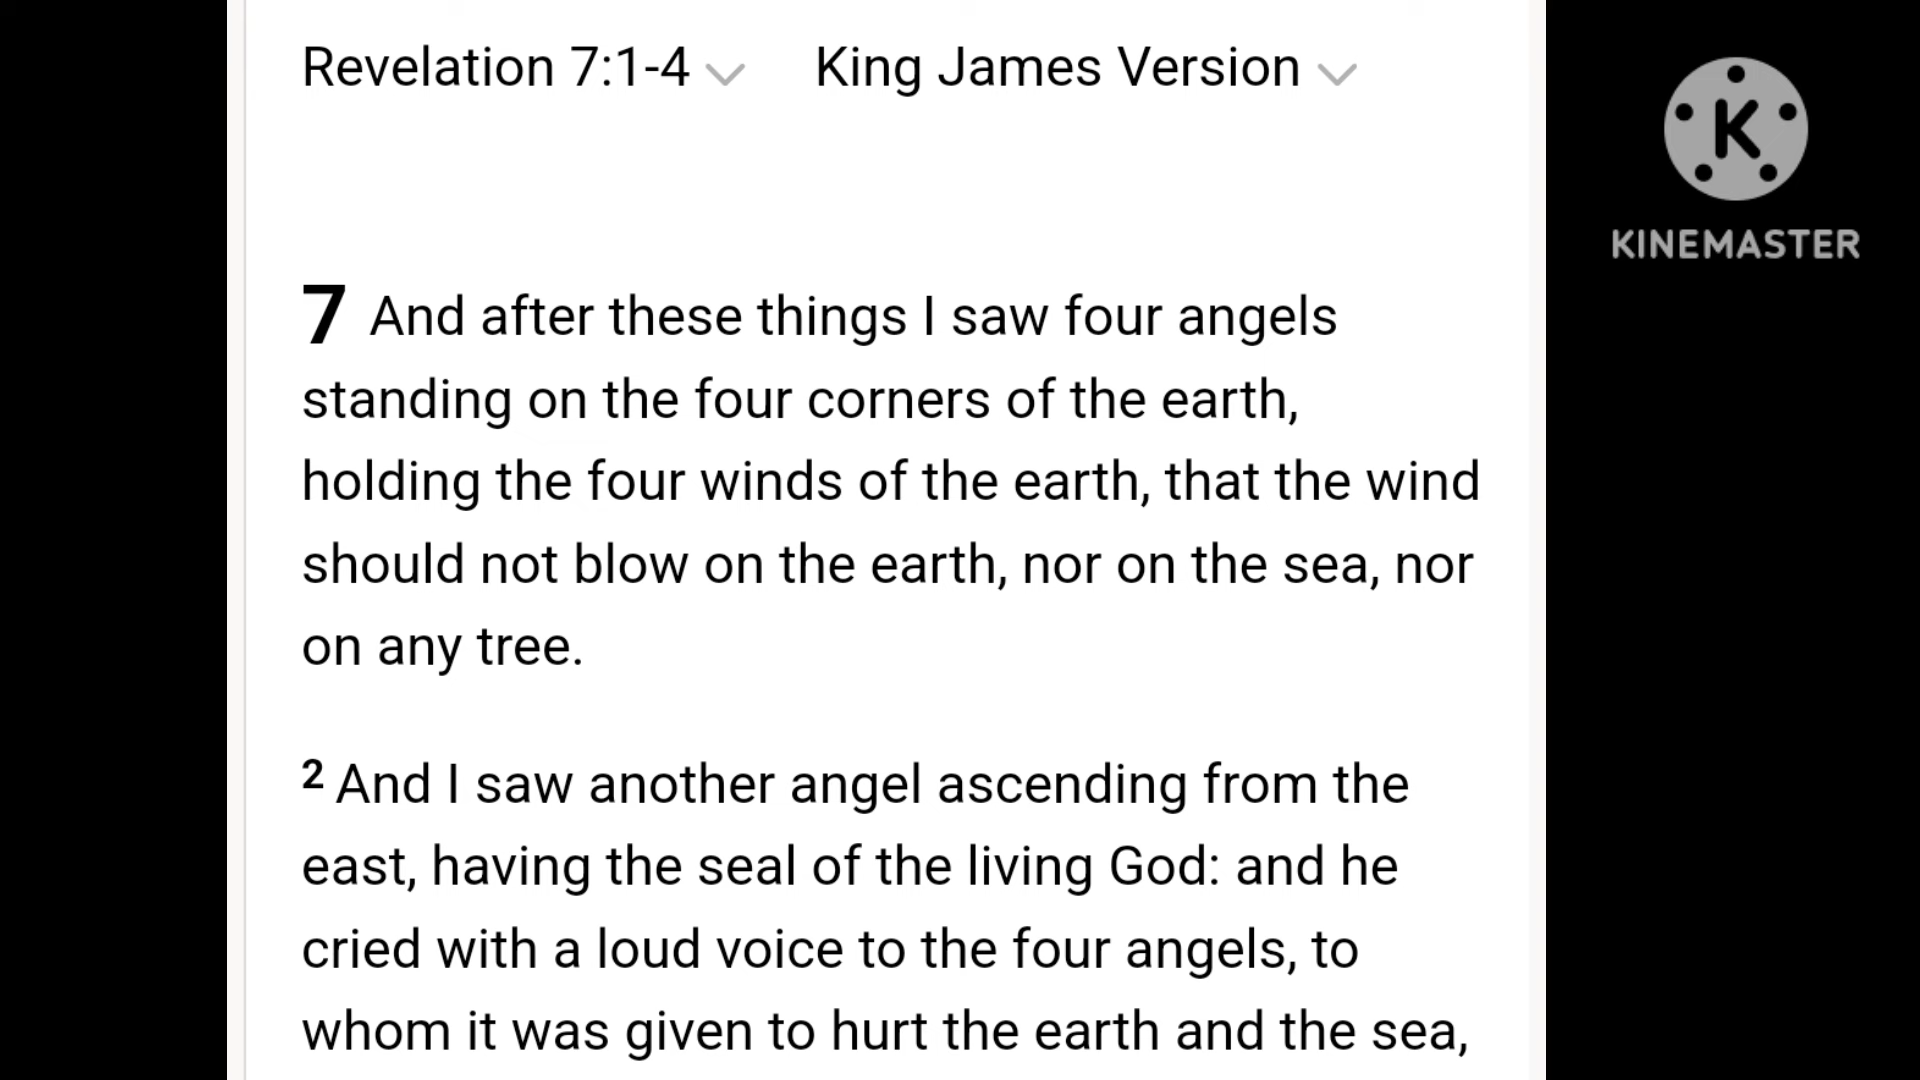 Revelation 7:1-4 King James Version
K
KINEMASTER
7 And after these things I saw four angels
standing on the four corners of the earth,
holding the four winds of the earth, that the wind
should not blow on the earth, nor on the sea, nor
on any tree.
2 And I saw another angel ascending from the
east, having the seal of the living God: and he
cried with a loud voice to the four angels, to
whom it was given to hurt the earth and the sea,